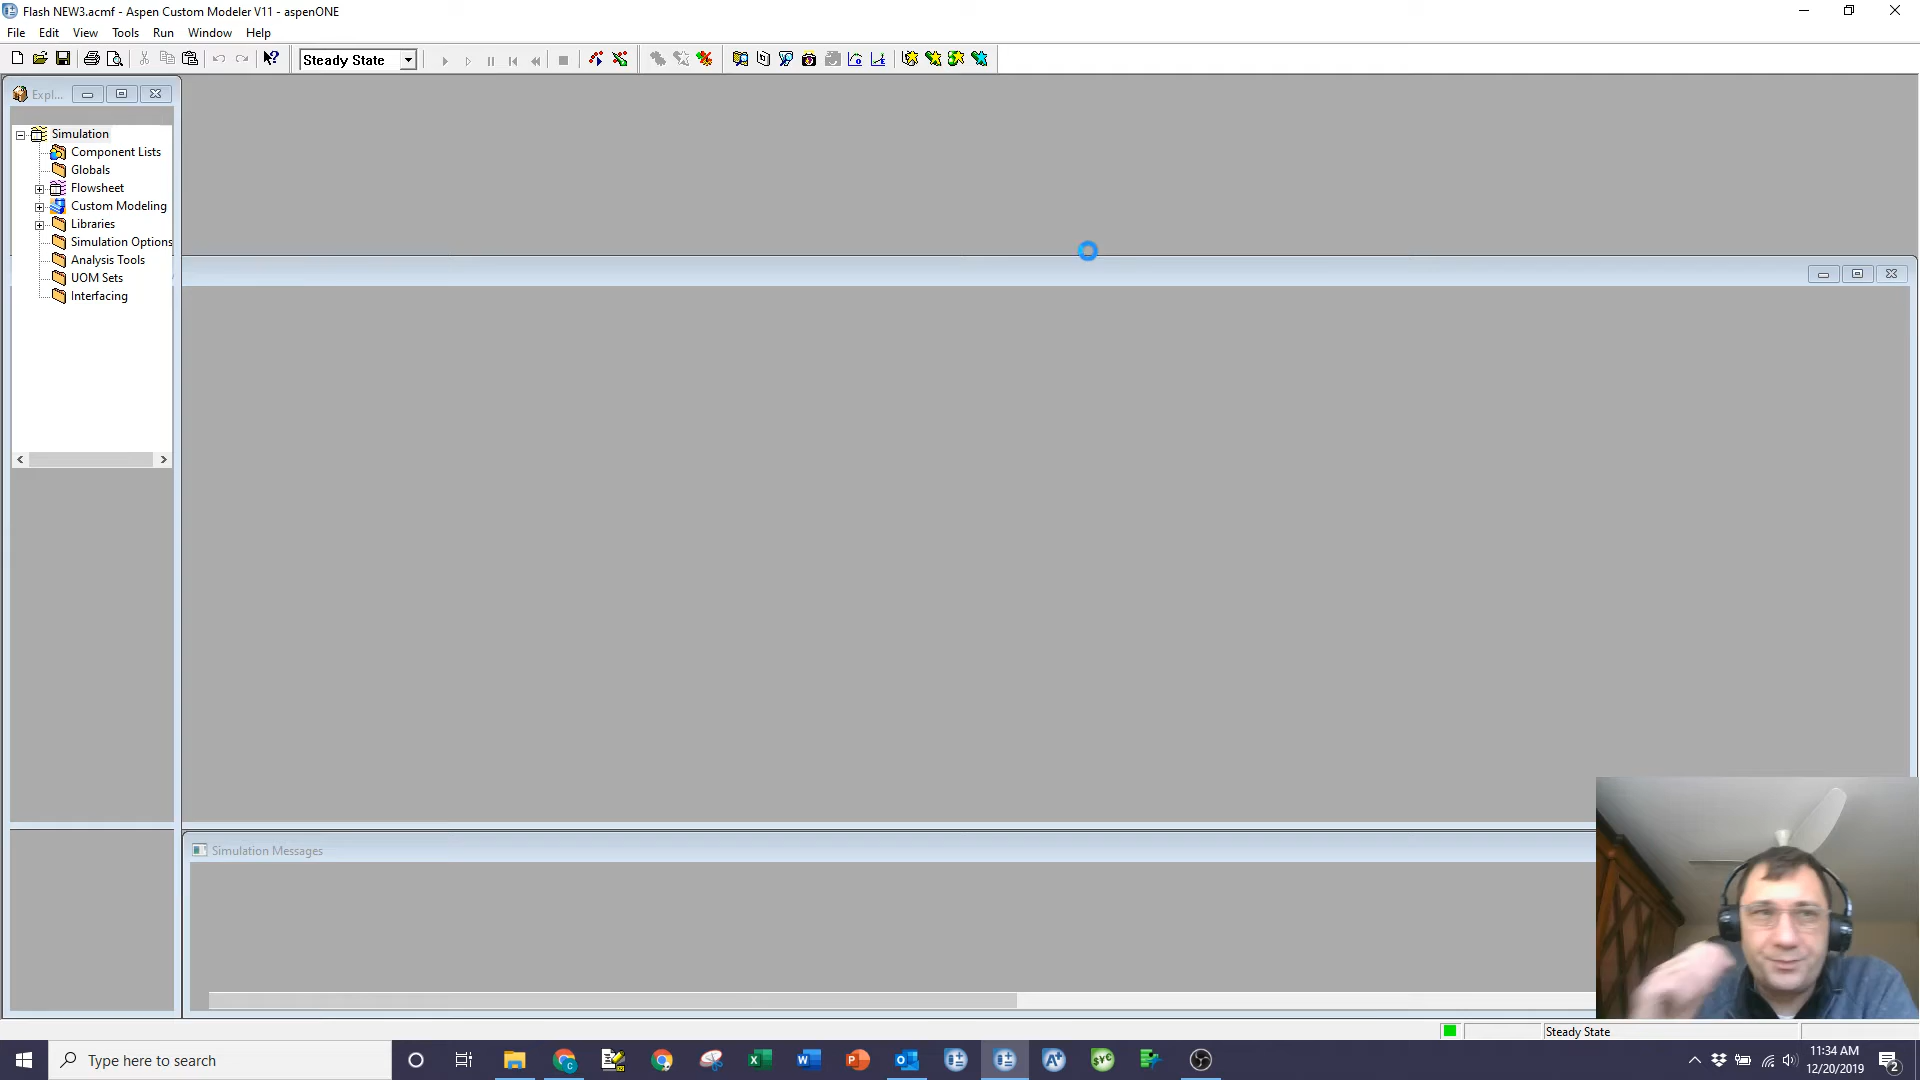 Flash NEW3.acmf - Aspen Custom Modeler V11 - aspenONE
File Edit View Tools Run Window Help
Steady State
Expl...
Simulation
Component Lists
Globals
Flowsheet
Custom Modeling
Libraries
Simulation Options
Analysis Tools
UOM Sets
Interfacing
Simulation Messages
Steady State
Type here to search
11:34 AM
12/20/2019
2